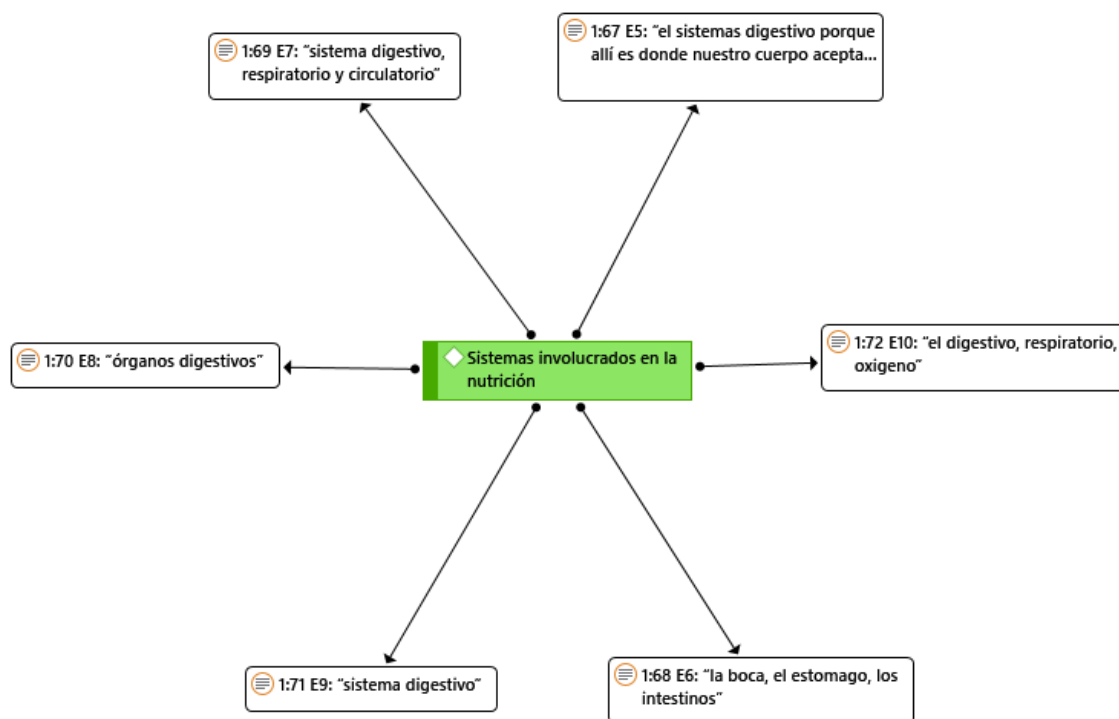 1:67 E5: “el sistemas digestivo porque
allí es donde nuestro cuerpo acepta...
1:69 E7: “sistema digestivo,
respiratorio y circulatorio”
1:70 E8: “órganos digestivos”
Sistemas involucrados en la
nutrición
1:72 E10: “el digestivo, respiratorio,
oxigeno”
1:71 E9: “sistema digestivo”
1:68 E6: “la boca, el estomago, los
intestinos”